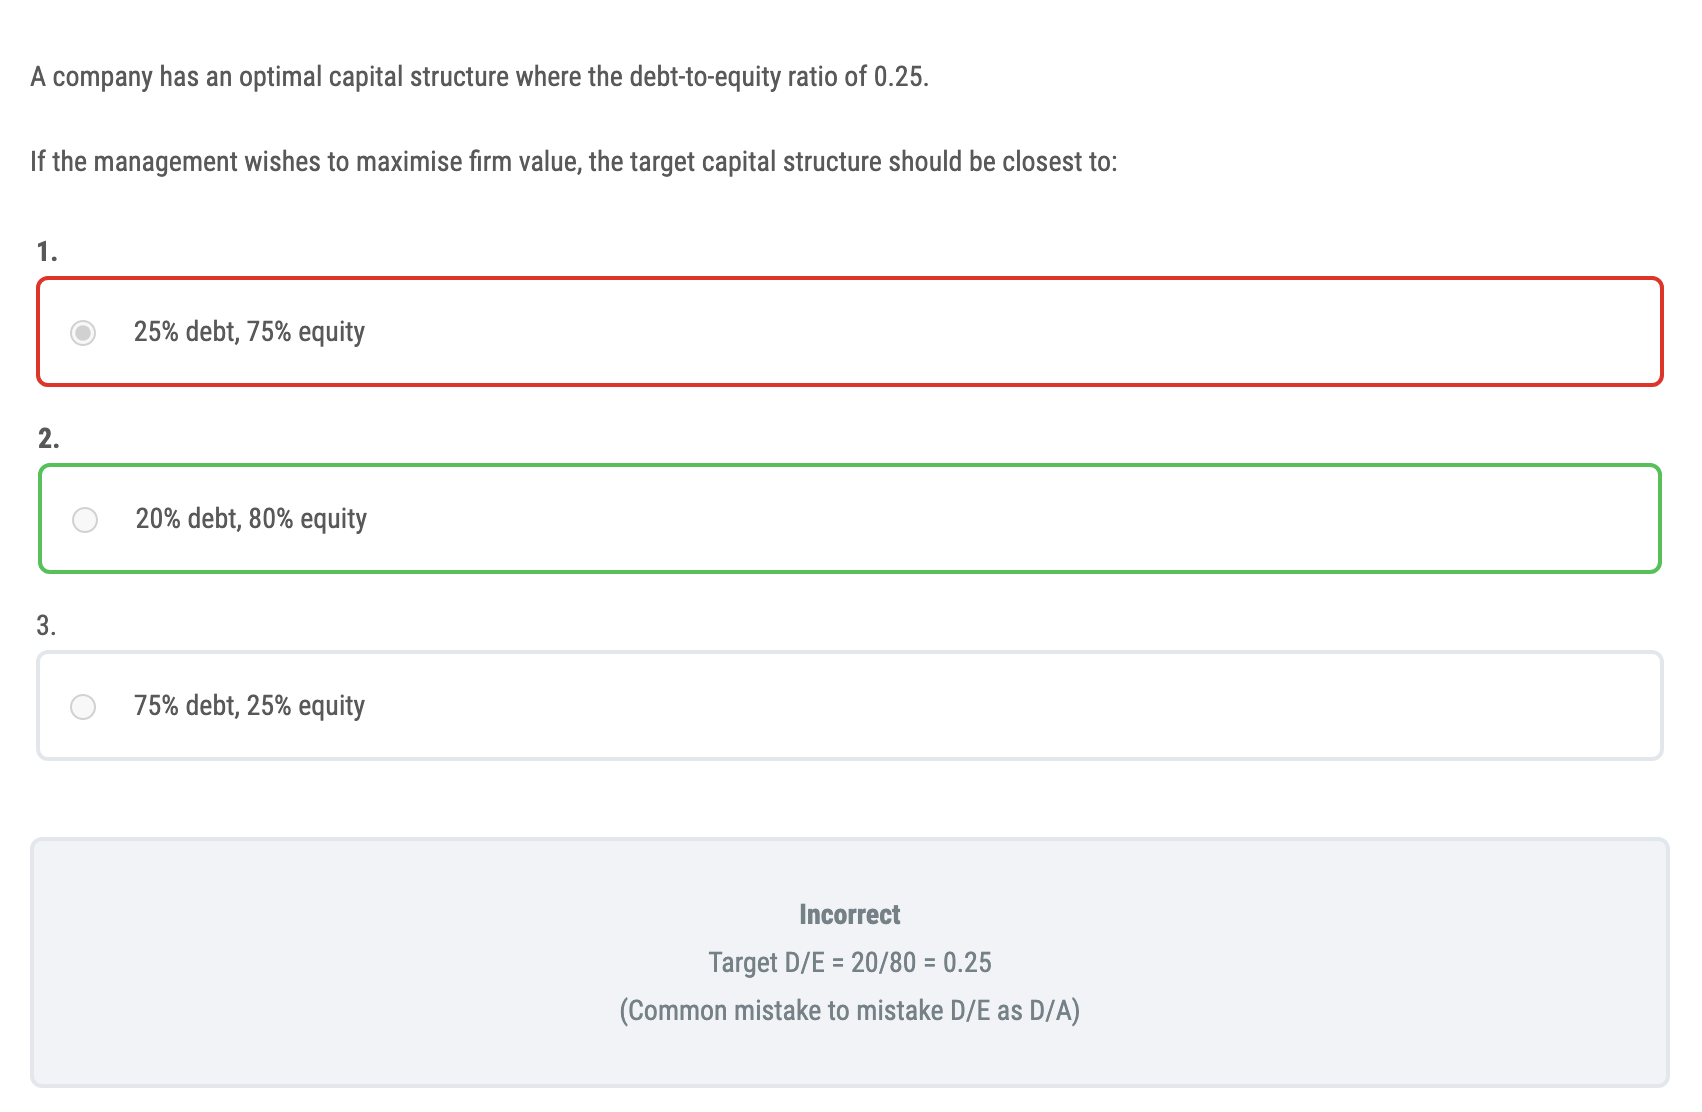 A company has an optimal capital structure where the debt-to-equity ratio of 0.25.
If the management wishes to maximise firm value, the target capital structure should be closest to:
1.
25% debt, 75% equity
2.
20% debt, 80% equity
3.
75% debt, 25% equity
Incorrect
Target D/E = 20/80 = 0.25
(Common mistake to mistake D/E as D/A)